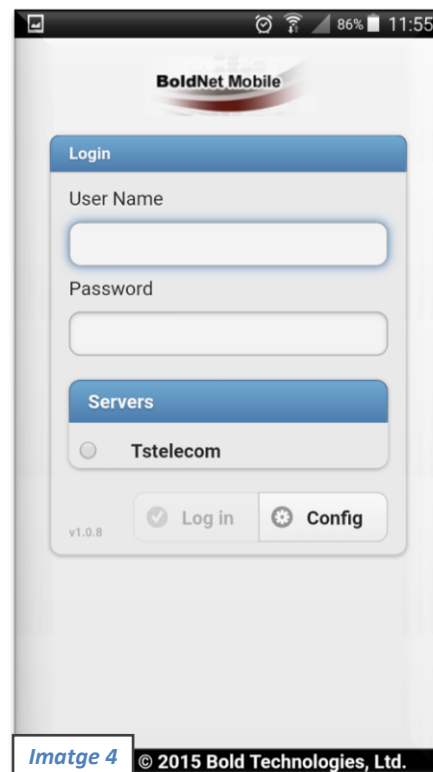 86% 11:55
BoldNet Mobile
Login
User Name
Password
Servers
Tstelecom
v1.0.8 Log in Config
Imatge 4 © 2015 Bold Technologies, Ltd.